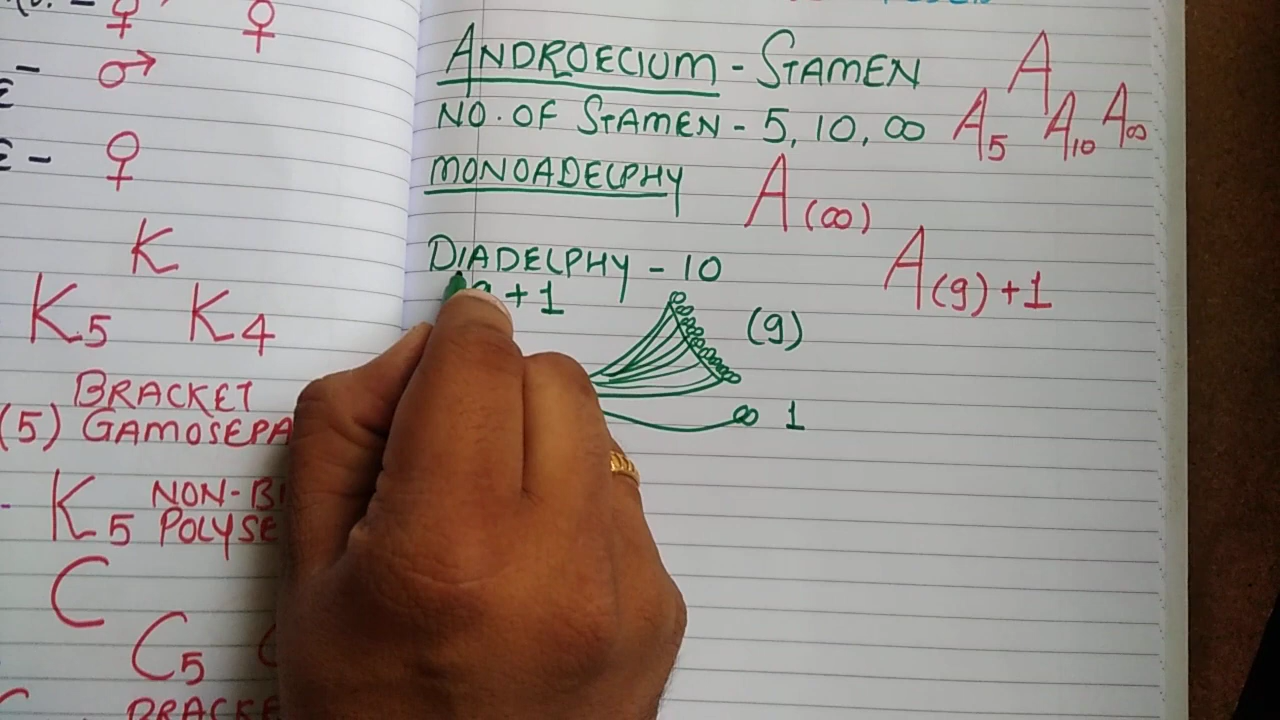 ♀ ♀
- ♂
ε - ♀
K
K5 K4
BRACKET
(5) GAMOSEPA
K5 NON-B
POLYSE
C
C5
BRACKE
ANDROECIUM - STAMEN A
NO. OF STAMEN - 5, 10, ∞ A5 A10 A∞
MONOADELPHY A(∞)
DIADELPHY - 10 A(9)+1
9+1
(9)
1